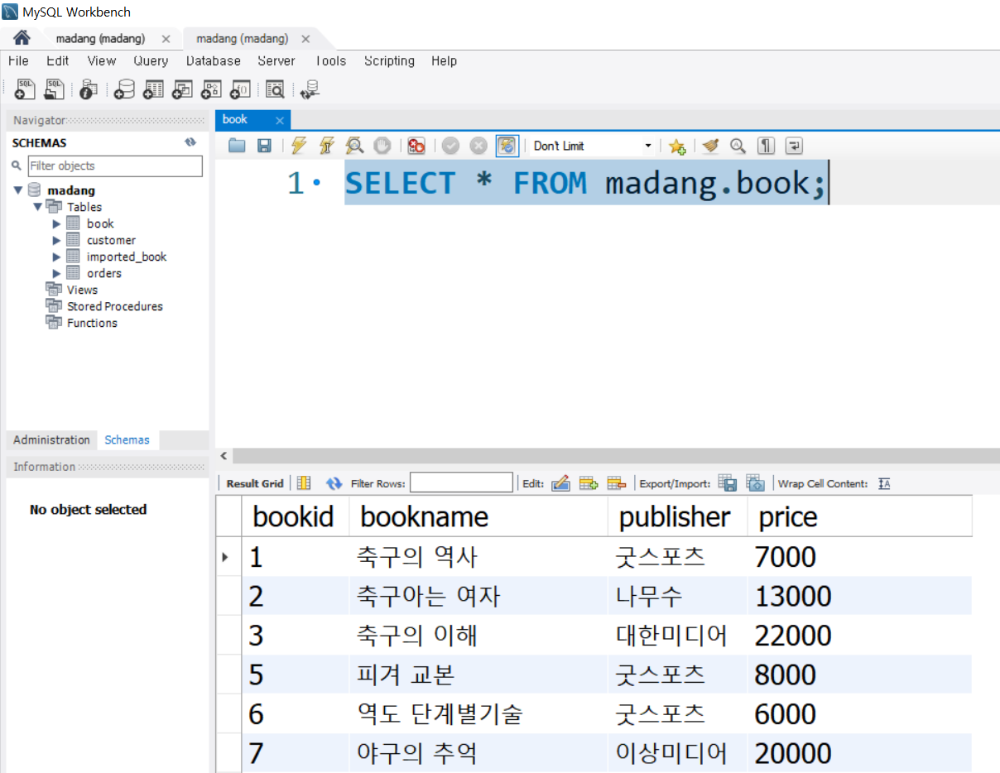 MySQL Workbench
madang (madang) madang (madang)
File Edit View Query Database Server Tools Scripting Help
Navigator
SCHEMAS
Filter objects
madang
Tables
book
customer
imported_book
orders
Views
Stored Procedures
Functions
Administration Schemas
Information
No object selected
book
Don't Limit
1 SELECT * FROM madang.book;
Result Grid Filter Rows: Edit: Export/Import: Wrap Cell Content:
bookid bookname publisher price
1 축구의 역사 굿스포츠 7000
2 축구아는 여자 나무수 13000
3 축구의 이해 대한미디어 22000
5 피겨 교본 굿스포츠 8000
6 역도 단계별기술 굿스포츠 6000
7 야구의 추억 이상미디어 20000